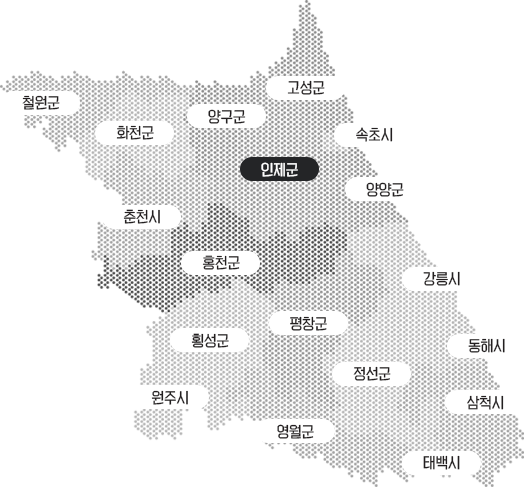 고성군
철원군
양구군
화천군
속초시
인제군
양양군
춘천시
홍천군
강릉시
평창군
횡성군
동해시
정선군
원주시
삼척시
영월군
태백시